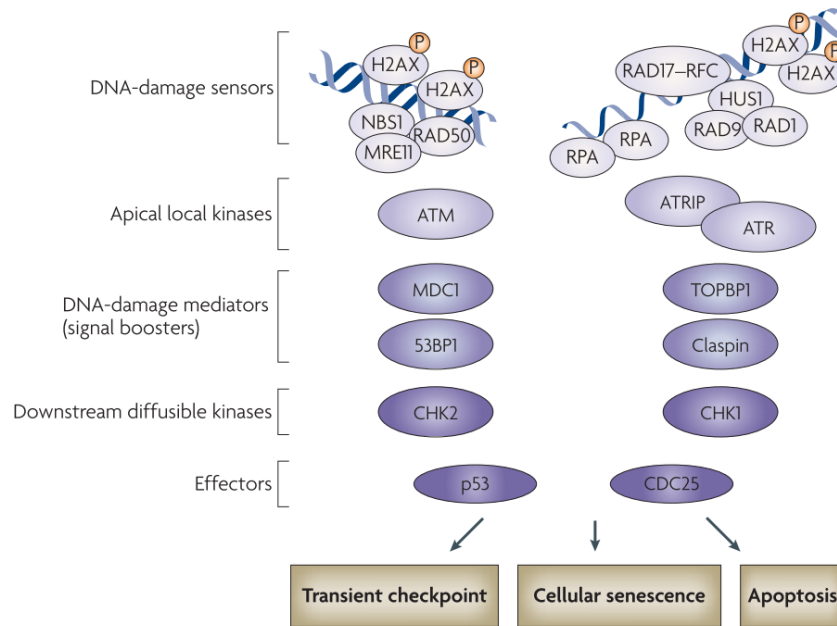 DNA-damage sensors
P
H2AX
P
H2AX
NBS1
RAD50
MRE11
RAD17–RFC
P
H2AX
P
H2AX
HUS1
RAD9
RAD1
RPA
RPA
Apical local kinases
ATM
ATRIP
ATR
DNA-damage mediators
(signal boosters)
MDC1
TOPBP1
53BP1
Claspin
Downstream diffusible kinases
CHK2
CHK1
Effectors
p53
CDC25
Transient checkpoint
Cellular senescence
Apoptosis